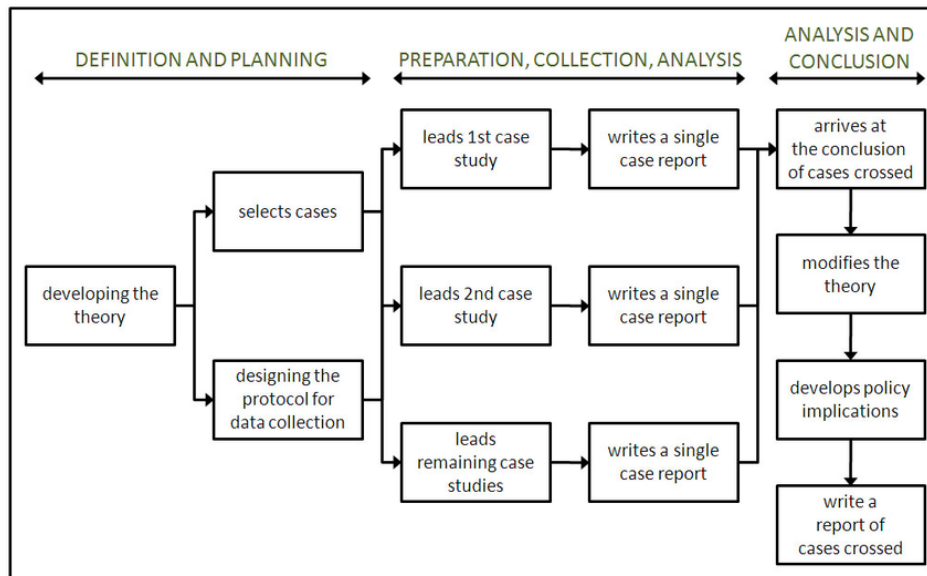 DEFINITION AND PLANNING
PREPARATION, COLLECTION, ANALYSIS
ANALYSIS AND
CONCLUSION
developing the
theory
selects cases
designing the
protocol for
data collection
leads 1st case
study
writes a single
case report
leads 2nd case
study
writes a single
case report
leads
remaining case
studies
writes a single
case report
arrives at
the conclusion
of cases crossed
modifies the
theory
develops policy
implications
write a
report of
cases crossed